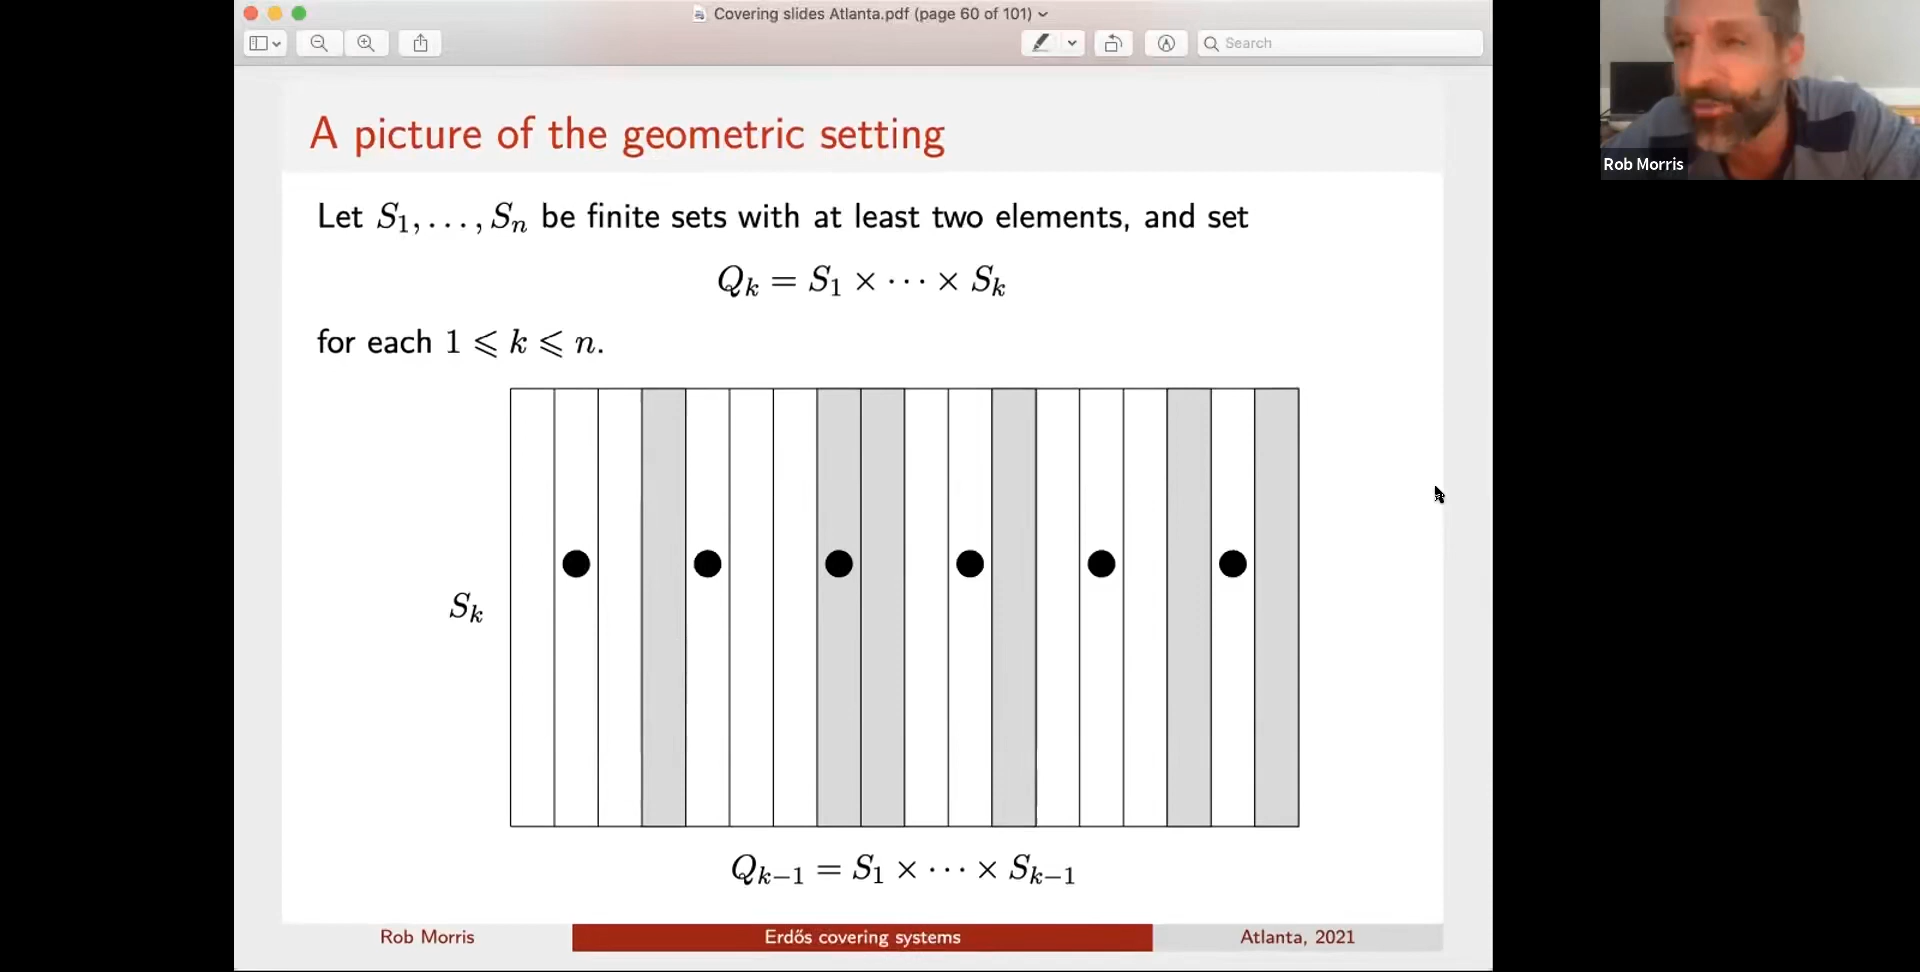 Covering slides Atlanta.pdf (page 60 of 101)
Search
A picture of the geometric setting
Let S₁, . . . , Sₙ be finite sets with at least two elements, and set
Qₖ = S₁ × · · · × Sₖ
for each 1 ⩽ k ⩽ n.
Sₖ
Qₖ₋₁ = S₁ × · · · × Sₖ₋₁
Rob Morris
Erdős covering systems
Atlanta, 2021
Rob Morris